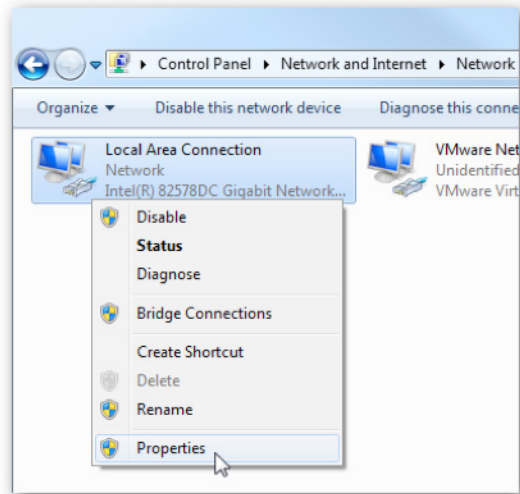 Control Panel Network and Internet Network
Organize Disable this network device Diagnose this conne
Local Area Connection
Network
Intel(R) 82578DC Gigabit Network...
VMware Net
Unidentified
VMware Virt
Disable
Status
Diagnose
Bridge Connections
Create Shortcut
Delete
Rename
Properties